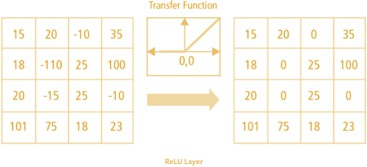 Transfer Function
15 20 -10 35
18 -110 25 100
20 -15 25 -10
101 75 18 23
0,0
15 20 0 35
18 0 25 100
20 0 25 0
101 75 18 23
ReLU Layer